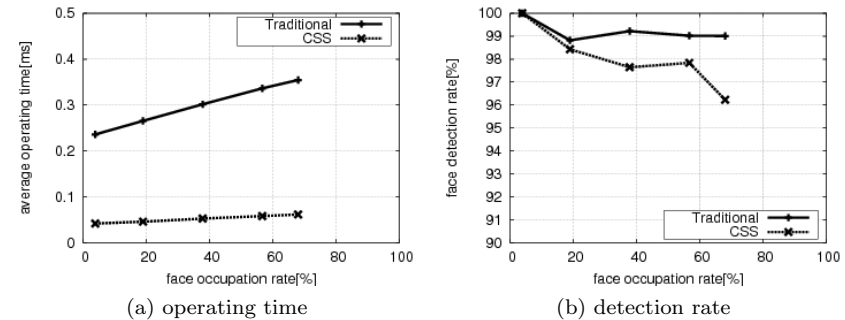 0.5
0.4
0.3
0.2
0.1
0
0 20 40 60 80 100
average operating time[ms]
face occupation rate[%]
Traditional
CSS
(a) operating time
100
99
98
97
96
95
94
93
92
91
90
0 20 40 60 80 100
face detection rate[%]
face occupation rate[%]
Traditional
CSS
(b) detection rate